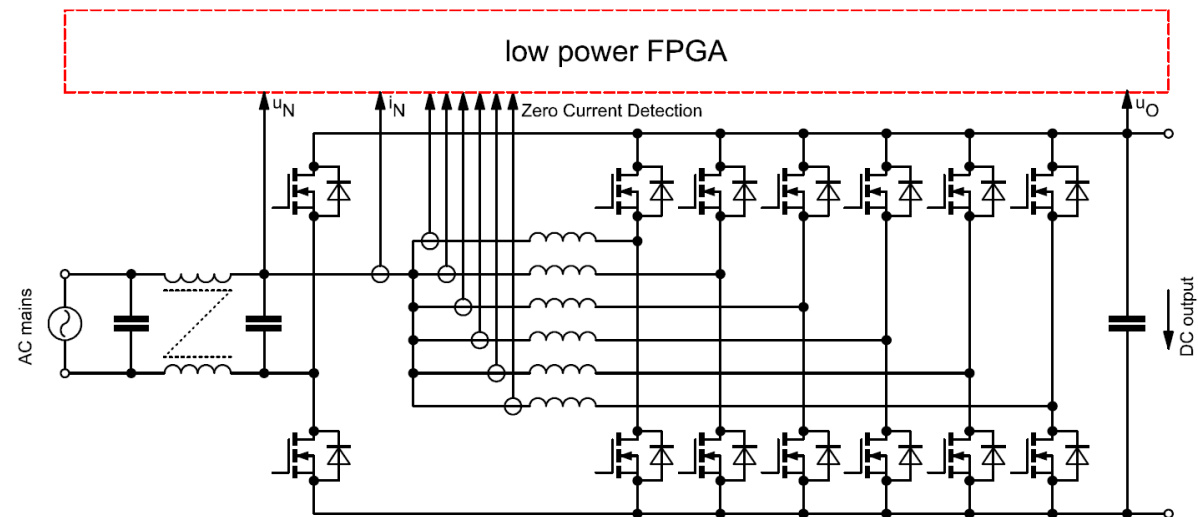 low power FPGA
uN
iN
Zero Current Detection
uO
AC mains
DC output